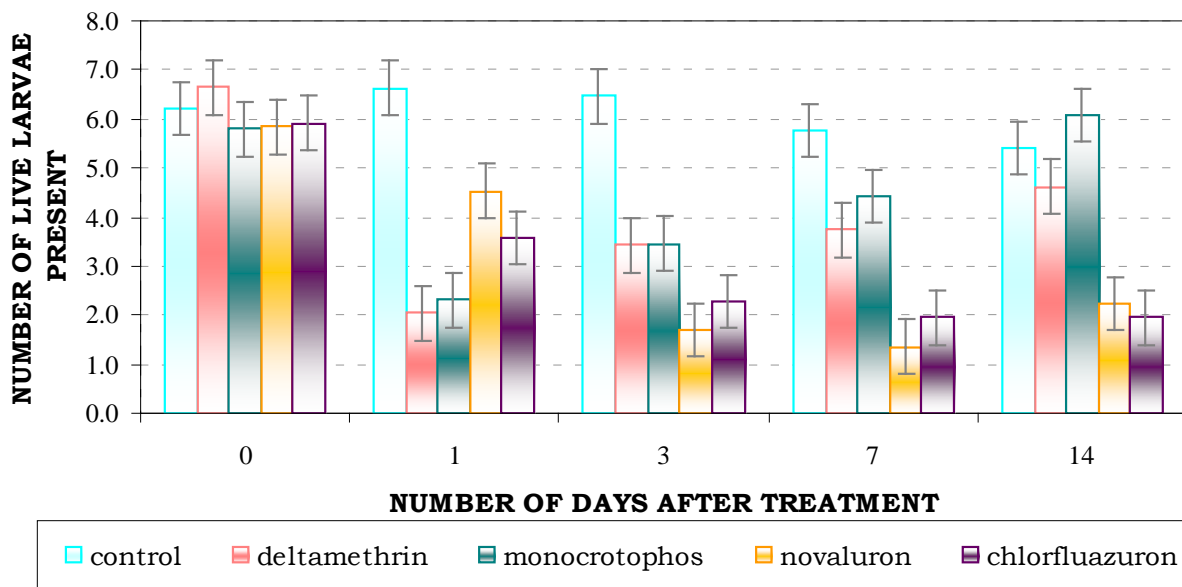 NUMBER OF LIVE LARVAE
PRESENT
8.0
7.0
6.0
5.0
4.0
3.0
2.0
1.0
0.0
0 1 3 7 14
NUMBER OF DAYS AFTER TREATMENT
control deltamethrin monocrotophos novaluron chlorfluazuron